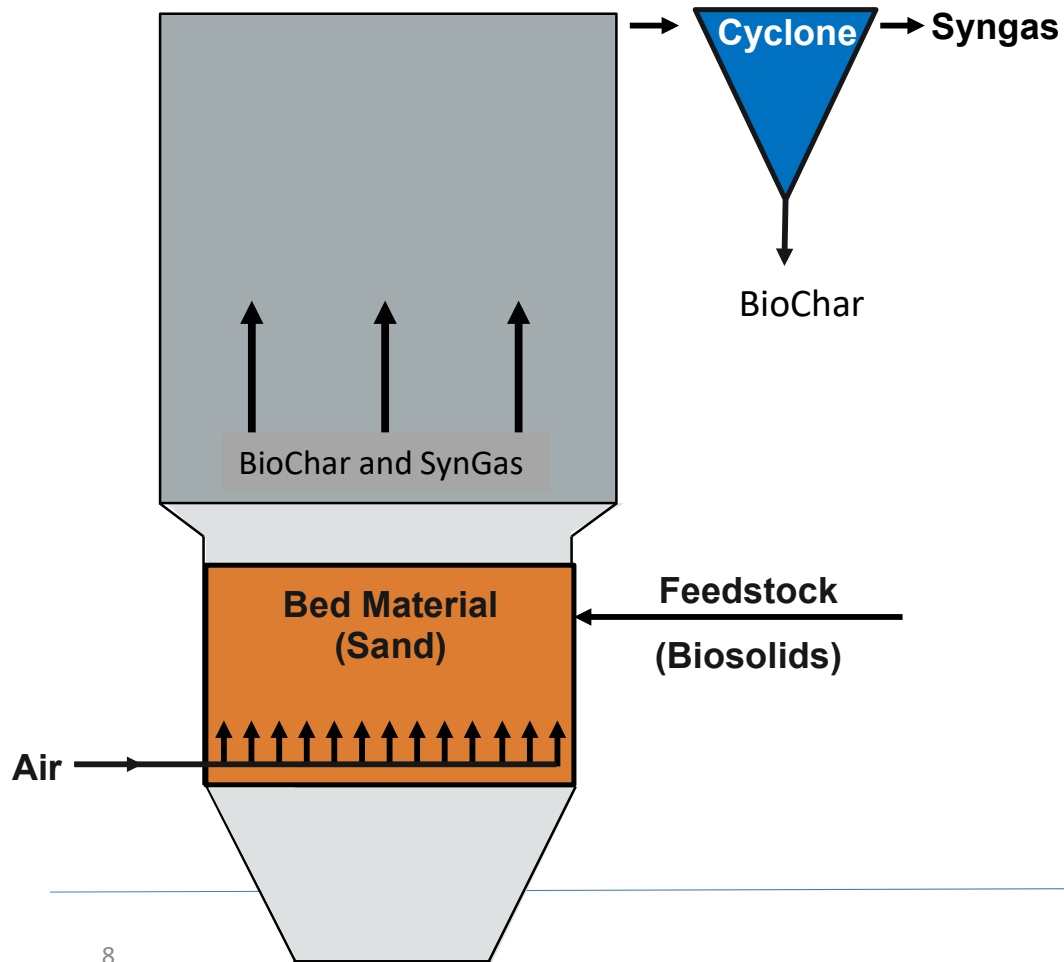 Cyclone
Syngas
BioChar
BioChar and SynGas
Bed Material
(Sand)
Feedstock
(Biosolids)
Air
8